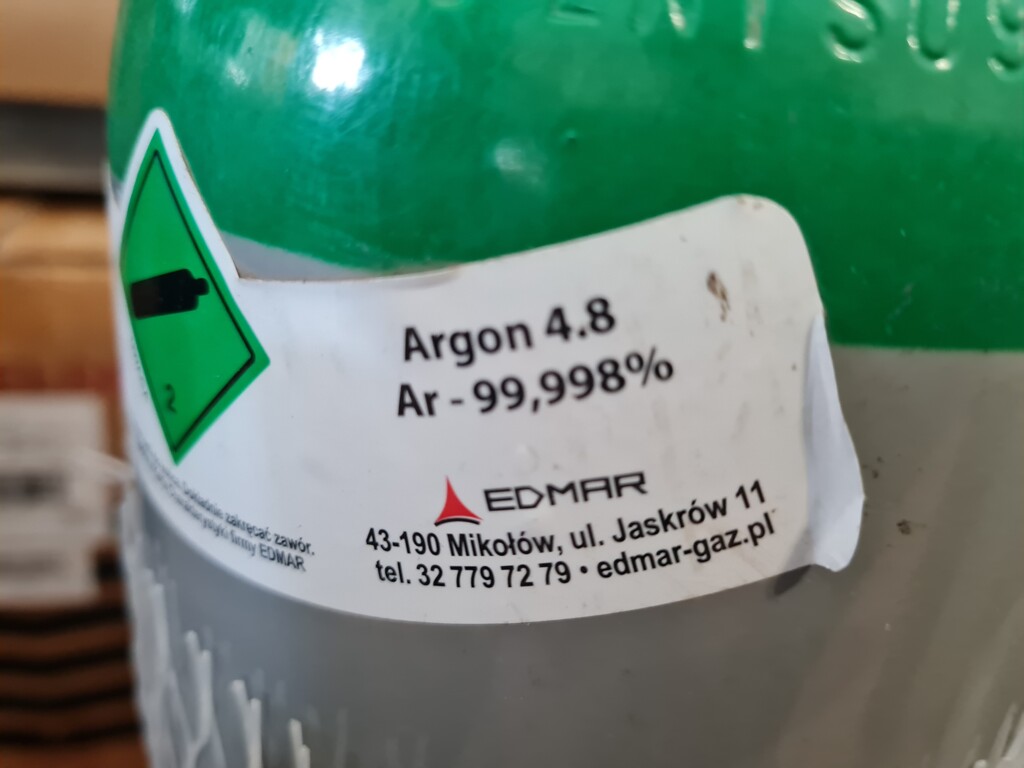 Argon 4.8
Ar - 99,998%
2
EDMAR
43-190 Mikołów, ul. Jaskrów 11
tel. 32 779 72 79 • edmar-gaz.pl
zakręcać zawór.
firmy EDMAR